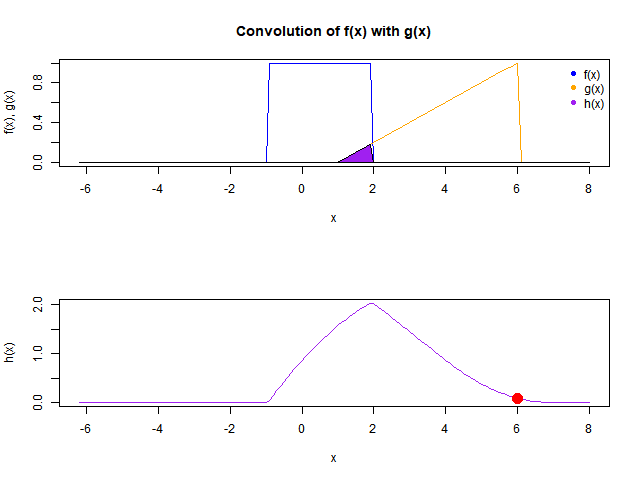 Convolution of f(x) with g(x)
f(x), g(x)
0.8
0.4
0.0
f(x)
g(x)
h(x)
-6 -4 -2 0 2 4 6 8
x
h(x)
2.0
1.0
0.0
-6 -4 -2 0 2 4 6 8
x